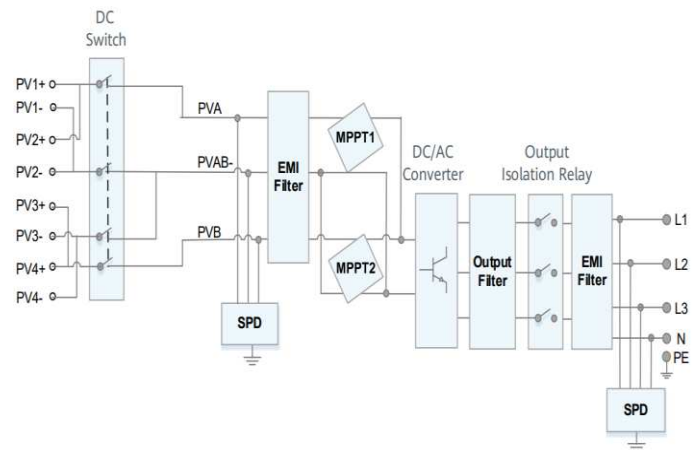 DC
Switch
PV1+
PV1-
PV2+
PV2-
PV3+
PV3-
PV4+
PV4-
PVA
PVAB-
PVB
EMI
Filter
SPD
MPPT1
MPPT2
DC/AC
Converter
Output
Filter
Output
Isolation Relay
EMI
Filter
L1
L2
L3
N
PE
SPD